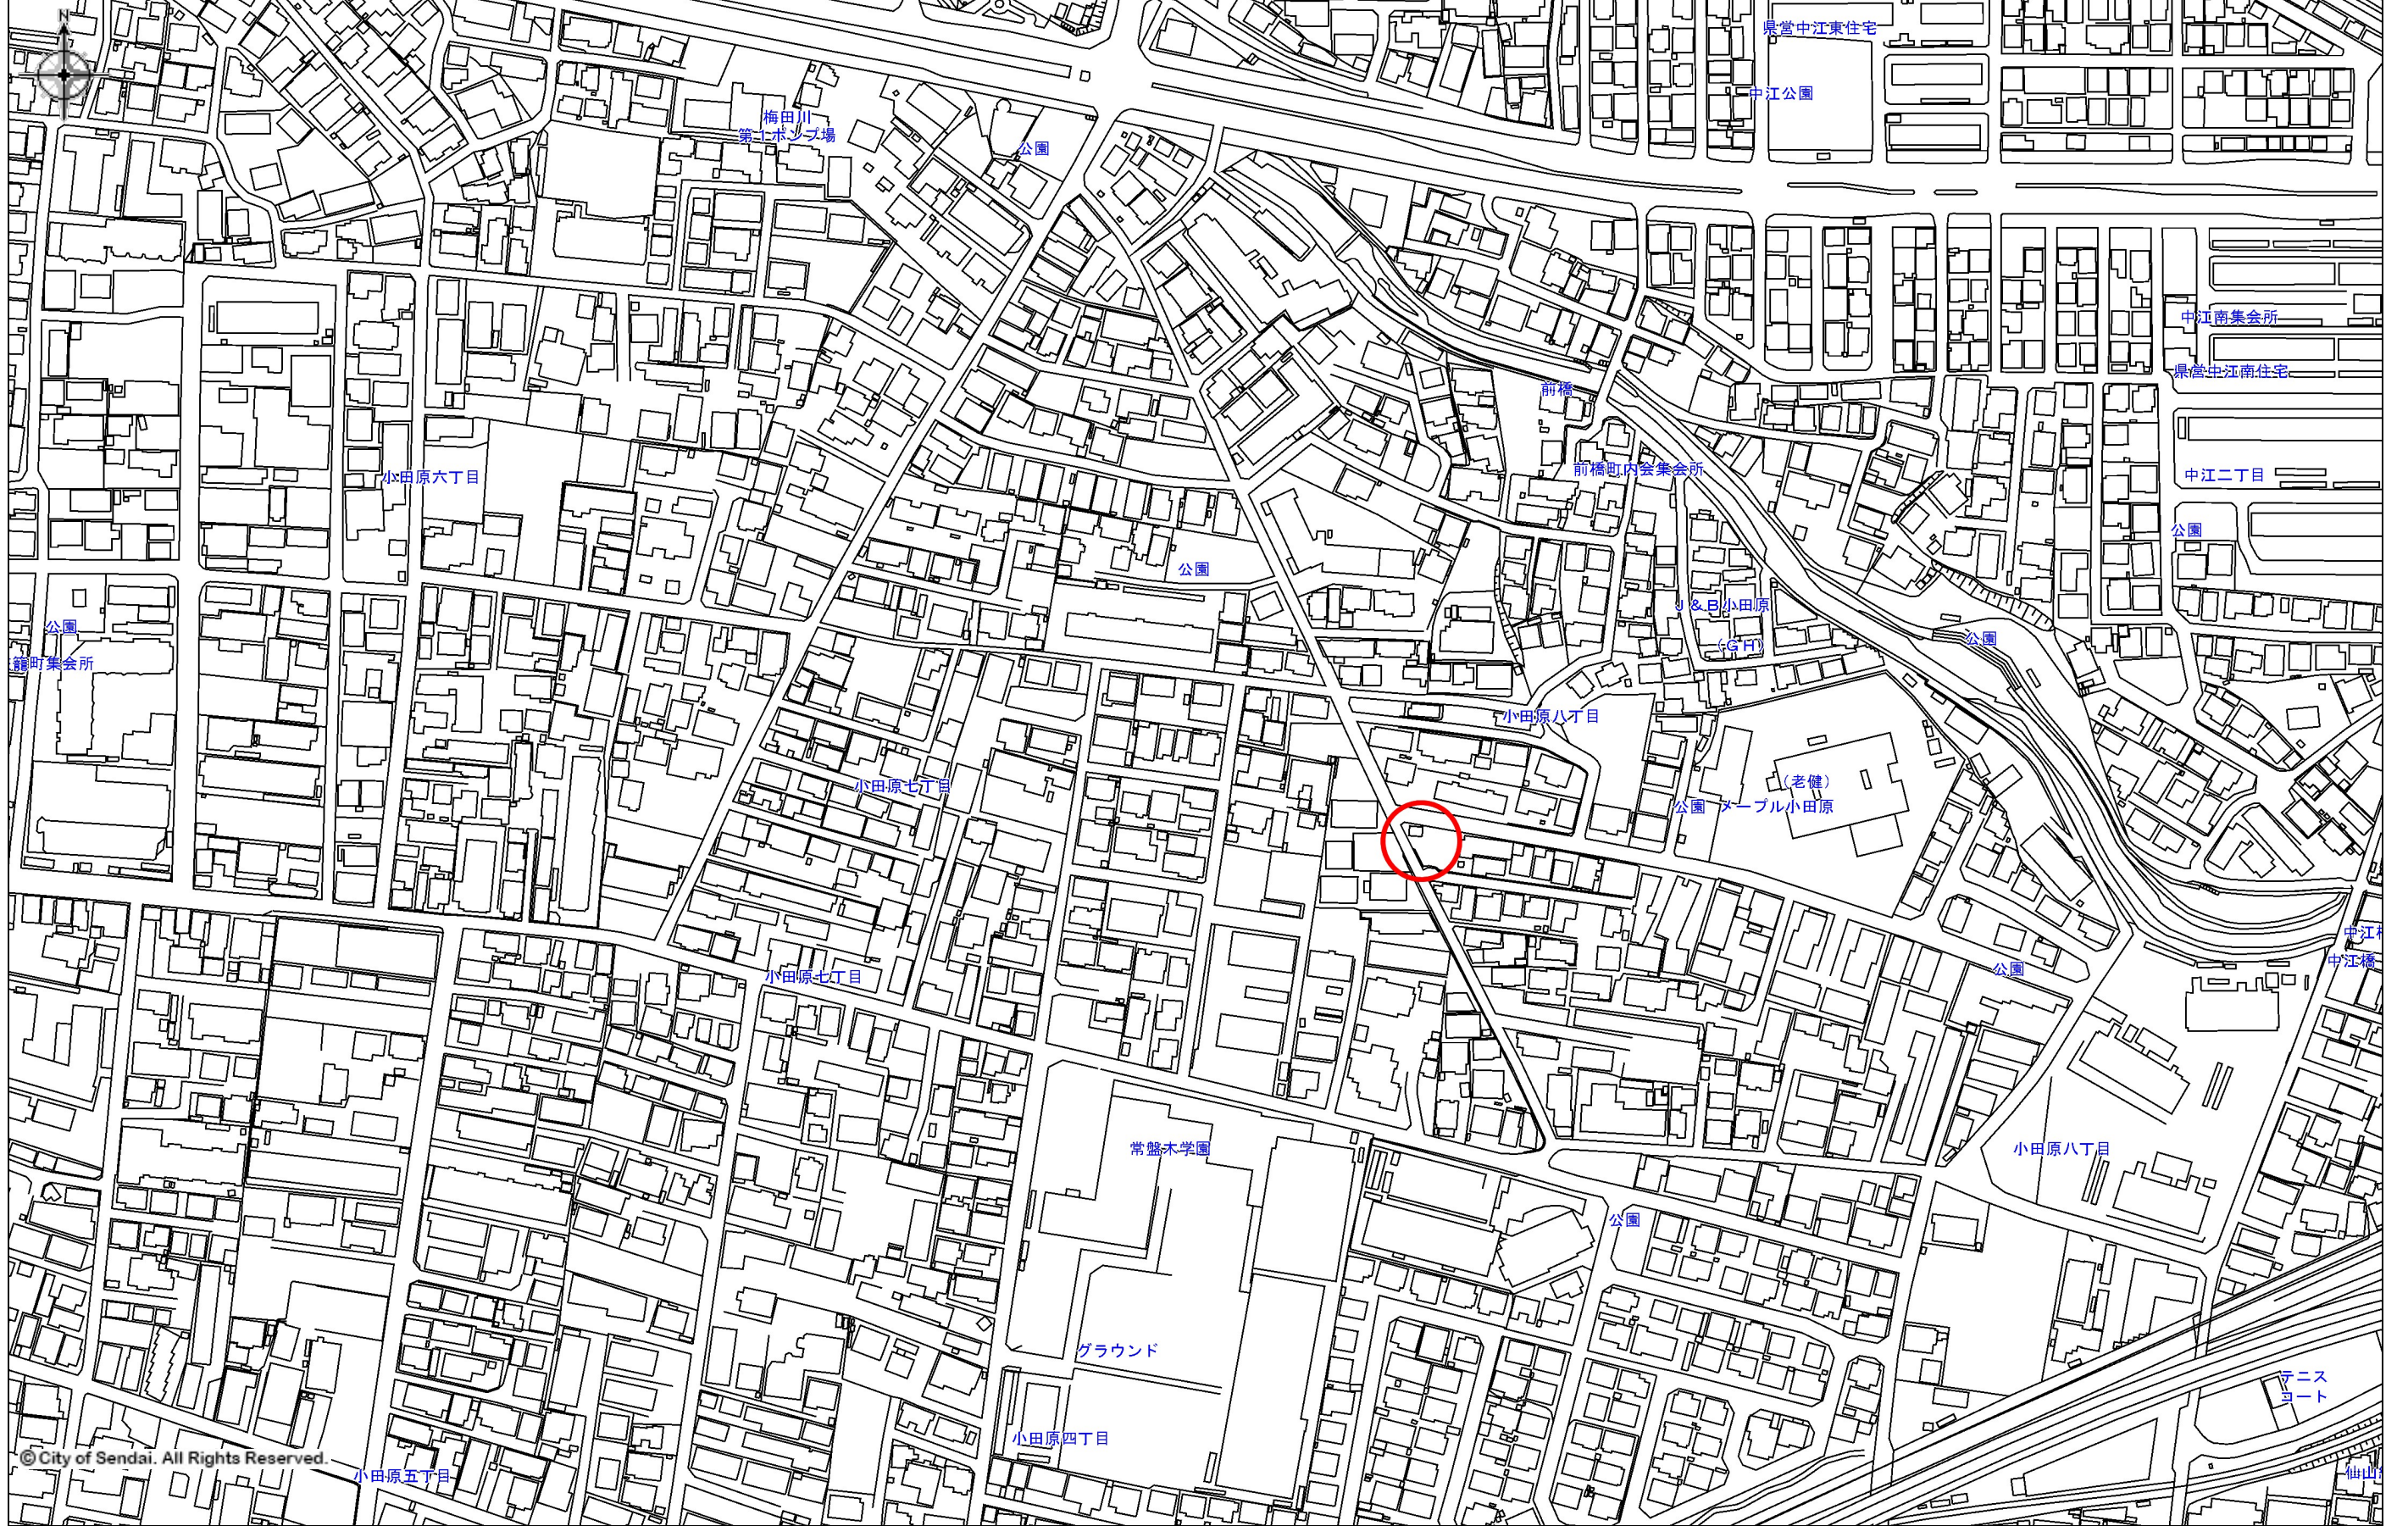 N
県営中江東住宅
中江公園
梅田川
第１ポンプ場
公園
中江南集会所
県営中江南住宅
前橋
前橋町内会集会所
中江二丁目
小田原六丁目
公園
公園
J＆B小田原
（GH）
公園
公園
籠町集会所
小田原八丁目
小田原七丁目
（老健）
公園 メープル小田原
小田原七丁目
公園
中江橋
小田原八丁目
常盤木学園
公園
グラウンド
テニス
コート
小田原四丁目
小田原五丁目
仙山
© City of Sendai. All Rights Reserved.